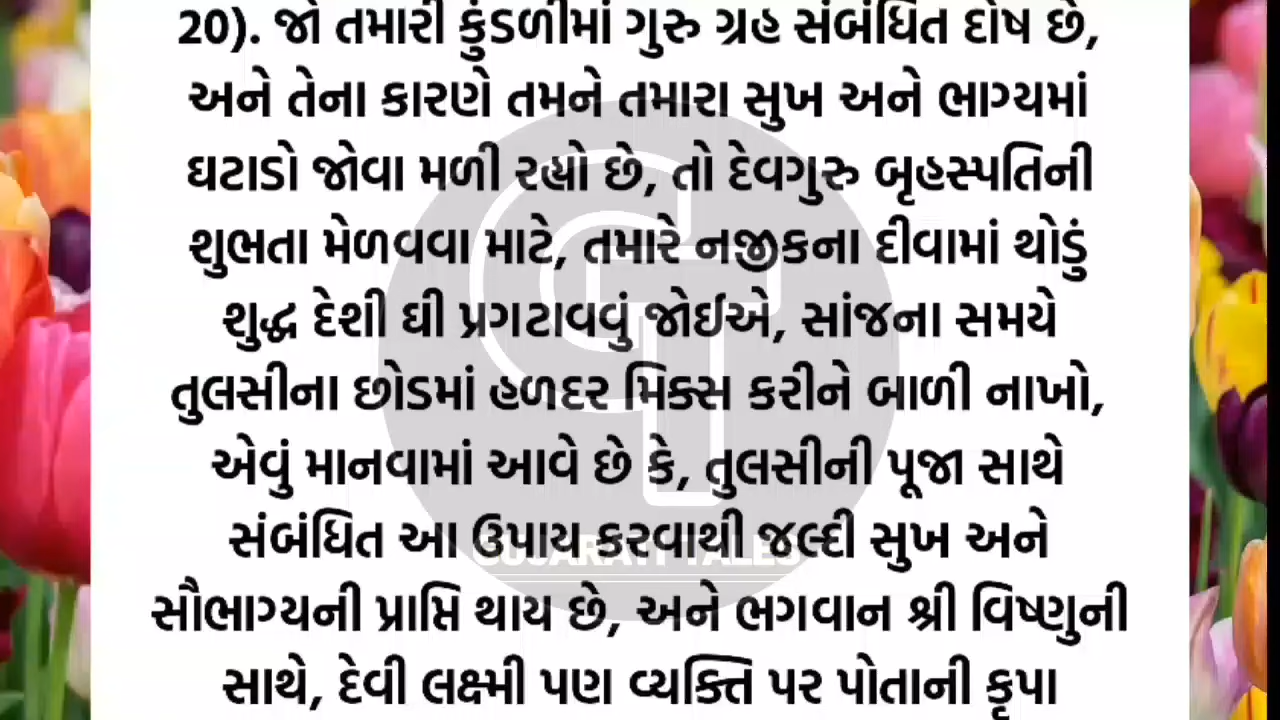 20). જો તમારી કુંડળીમાં ગુરુ ગ્રહ સંબંધિત દોષ છે,
અને તેના કારણે તમને તમારા સુખ અને ભાગ્યમાં
ઘટાડો જોવા મળી રહ્યો છે, તો દેવગુરુ બૃહસ્પતિની
શુભતા મેળવવા માટે, તમારે નજીકના દીવામાં થોડું
શુદ્ધ દેશી ઘી પ્રગટાવવું જોઈએ, સાંજના સમયે
તુલસીના છોડમાં હળદર મિક્સ કરીને બાળી નાખો,
એવું માનવામાં આવે છે કે, તુલસીની પૂજા સાથે
સંબંધિત આ ઉપાય કરવાથી જલ્દી સુખ અને
GUJARATI TALES
સૌભાગ્યની પ્રાપ્તિ થાય છે, અને ભગવાન શ્રી વિષ્ણુની
સાથે, દેવી લક્ષ્મી પણ વ્યક્તિ પર પોતાની કૃપા